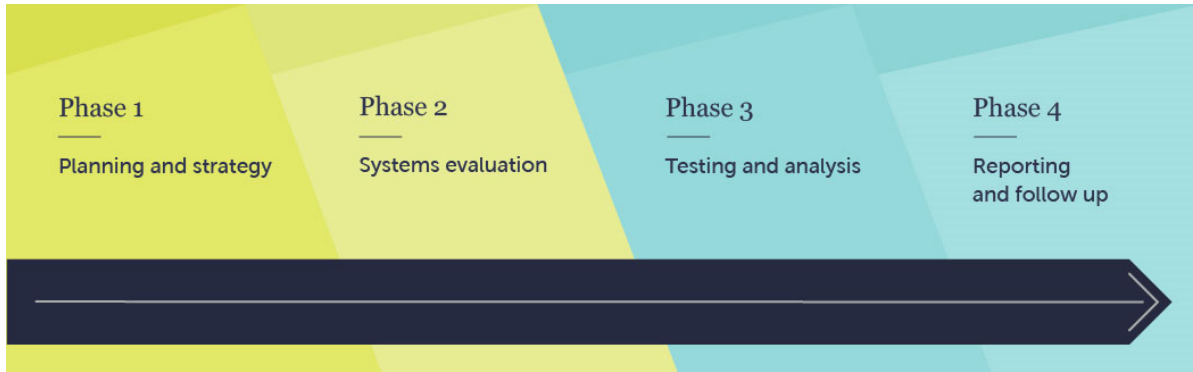 Phase 1
Planning and strategy
Phase 2
Systems evaluation
Phase 3
Testing and analysis
Phase 4
Reporting
and follow up